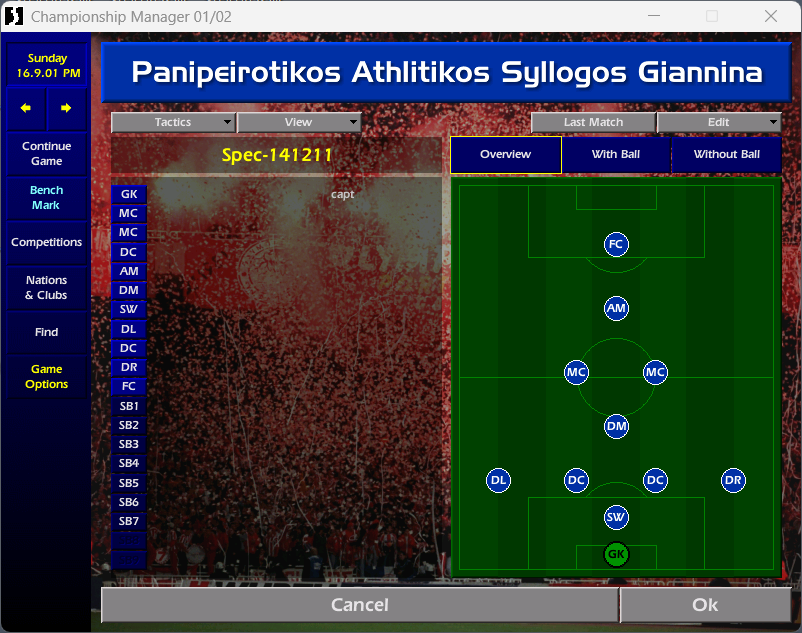 Championship Manager 01/02
Sunday
16.9.01 PM
Continue
Game
Bench
Mark
Competitions
Nations
& Clubs
Find
Game
Options
Panipeirotikos Athlitikos Syllogos Giannina
Tactics
View
Last Match
Edit
Spec-141211
Overview
With Ball
Without Ball
GK capt
MC
MC
DC
AM
DM
SW
DL
DC
DR
FC
SB1
SB2
SB3
SB4
SB5
SB6
SB7
FC
AM
MC MC
DM
DL DC DC DR
SW
GK
Cancel
Ok